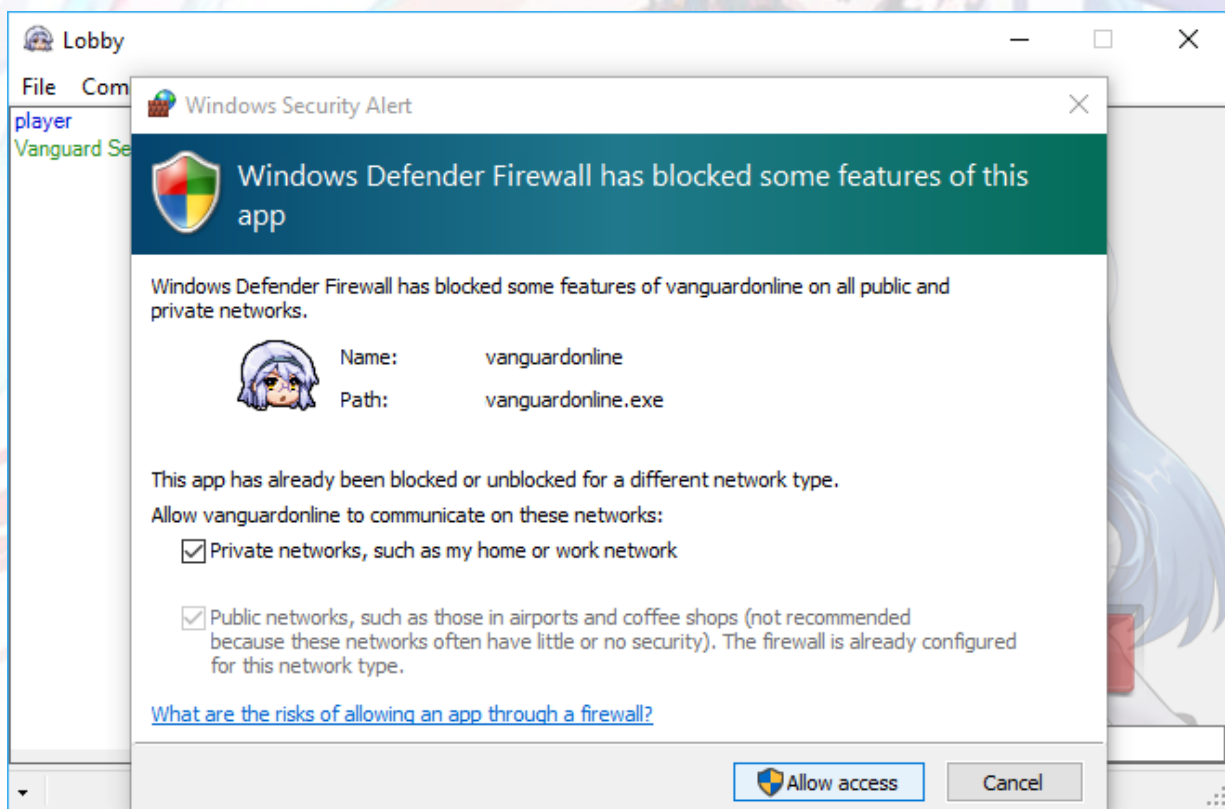 Lobby
File Com
Windows Security Alert
player
Vanguard Se
Windows Defender Firewall has blocked some features of this
app
Windows Defender Firewall has blocked some features of vanguardonline on all public and
private networks.
Name: vanguardonline
Path: vanguardonline.exe
This app has already been blocked or unblocked for a different network type.
Allow vanguardonline to communicate on these networks:
Private networks, such as my home or work network
Public networks, such as those in airports and coffee shops (not recommended
because these networks often have little or no security). The firewall is already configured
for this network type.
What are the risks of allowing an app through a firewall?
Allow access Cancel